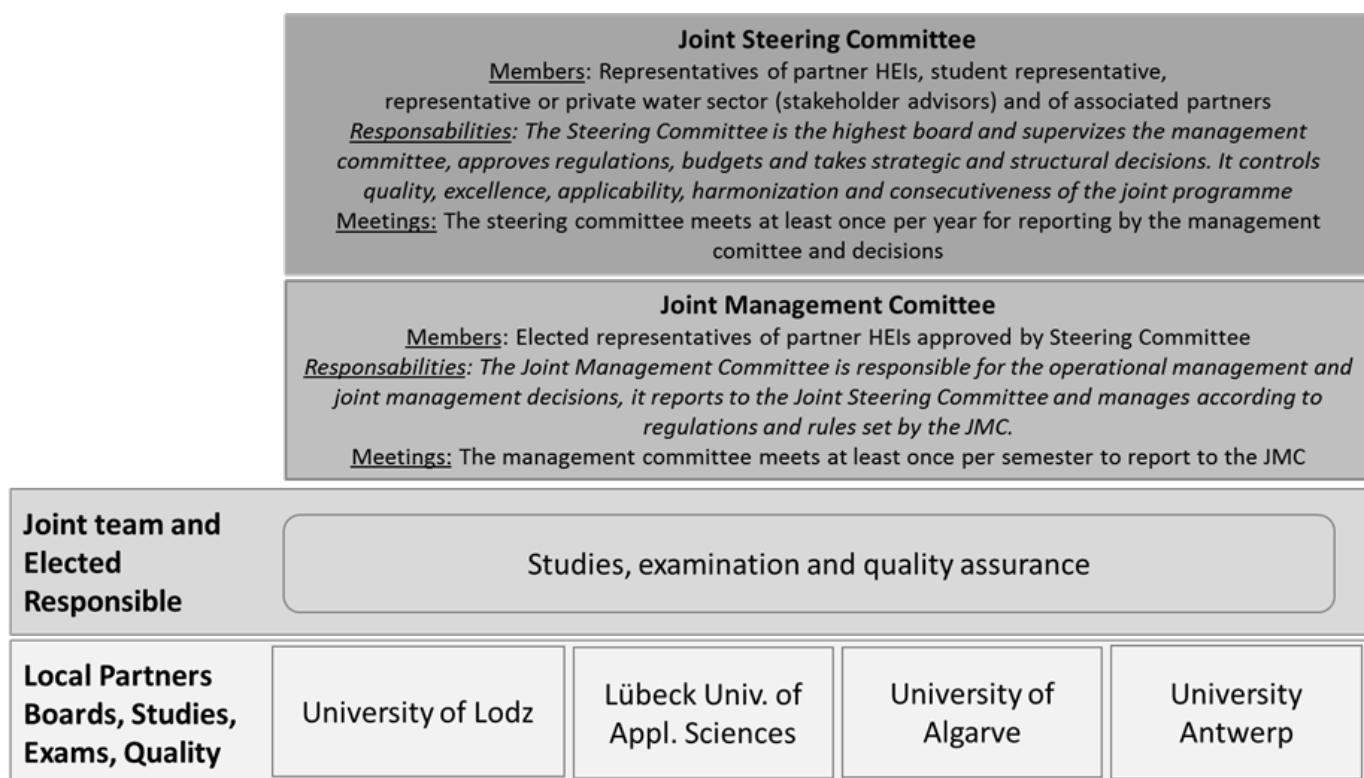 Joint Steering Committee
Members: Representatives of partner HEIs, student representative,
representative or private water sector (stakeholder advisors) and of associated partners
Responsabilities: The Steering Committee is the highest board and supervizes the management
committee, approves regulations, budgets and takes strategic and structural decisions. It controls
quality, excellence, applicability, harmonization and consecutiveness of the joint programme
Meetings: The steering committee meets at least once per year for reporting by the management
comittee and decisions
Joint Management Comittee
Members: Elected representatives of partner HEIs approved by Steering Committee
Responsabilities: The Joint Management Committee is responsible for the operational management and
joint management decisions, it reports to the Joint Steering Committee and manages according to
regulations and rules set by the JMC.
Meetings: The management committee meets at least once per semester to report to the JMC
Joint team and
Elected
Responsible
Studies, examination and quality assurance
Local Partners
Boards, Studies,
Exams, Quality
University of Lodz
Lübeck Univ. of
Appl. Sciences
University of
Algarve
University
Antwerp